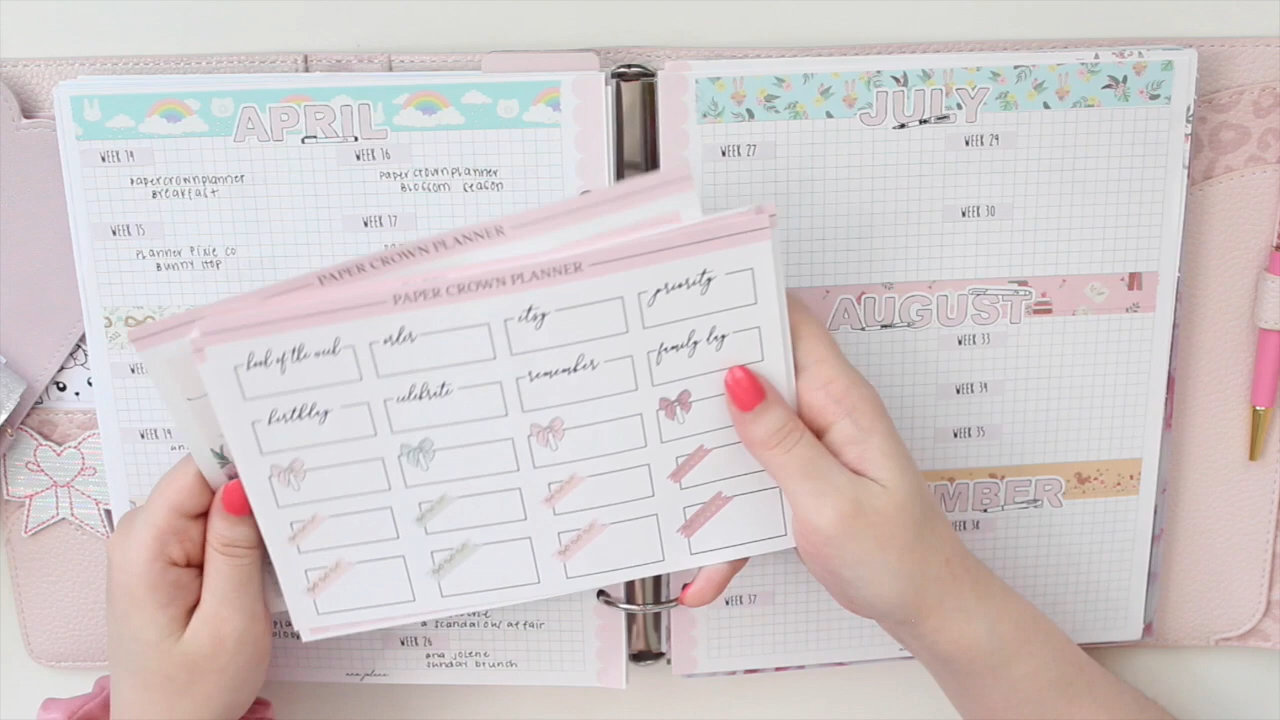 APRIL
WEEK 14
papercrownplanner
Breakfast
WEEK 16
papercrownplanner
Blossom season
WEEK 15
Planner Pixie Co
Bunny Hop
WEEK 17
WEEK 19
a scandalous affair
WEEK 26
ana jolene
sunday brunch
ana jolene
PAPER CROWN PLANNER
PAPER CROWN PLANNER
book of the week
order
etsy
priority
birthday
celebrate
remember
family day
JULY
WEEK 27
WEEK 29
WEEK 30
AUGUST
WEEK 33
WEEK 34
WEEK 35
MBER
WEEK 38
WEEK 37